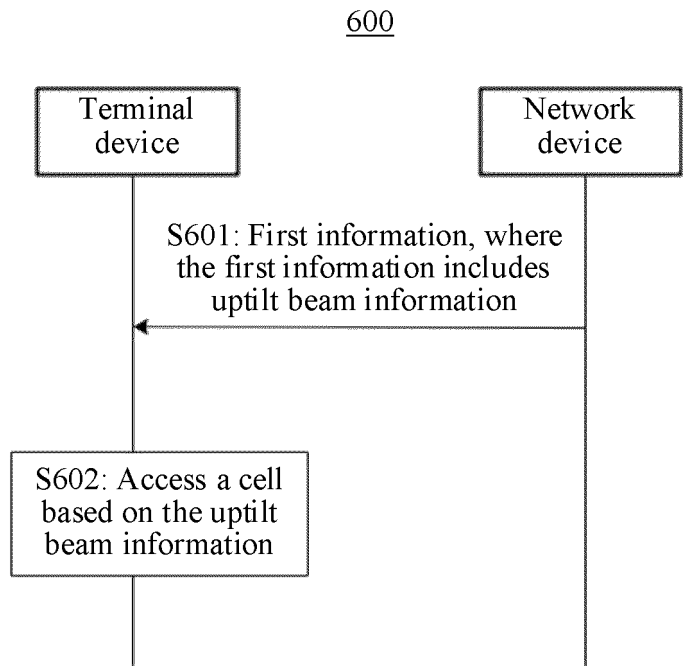 600
Terminal
device
Network
device
S601: First information, where
the first information includes
uptilt beam information
S602: Access a cell
based on the uptilt
beam information